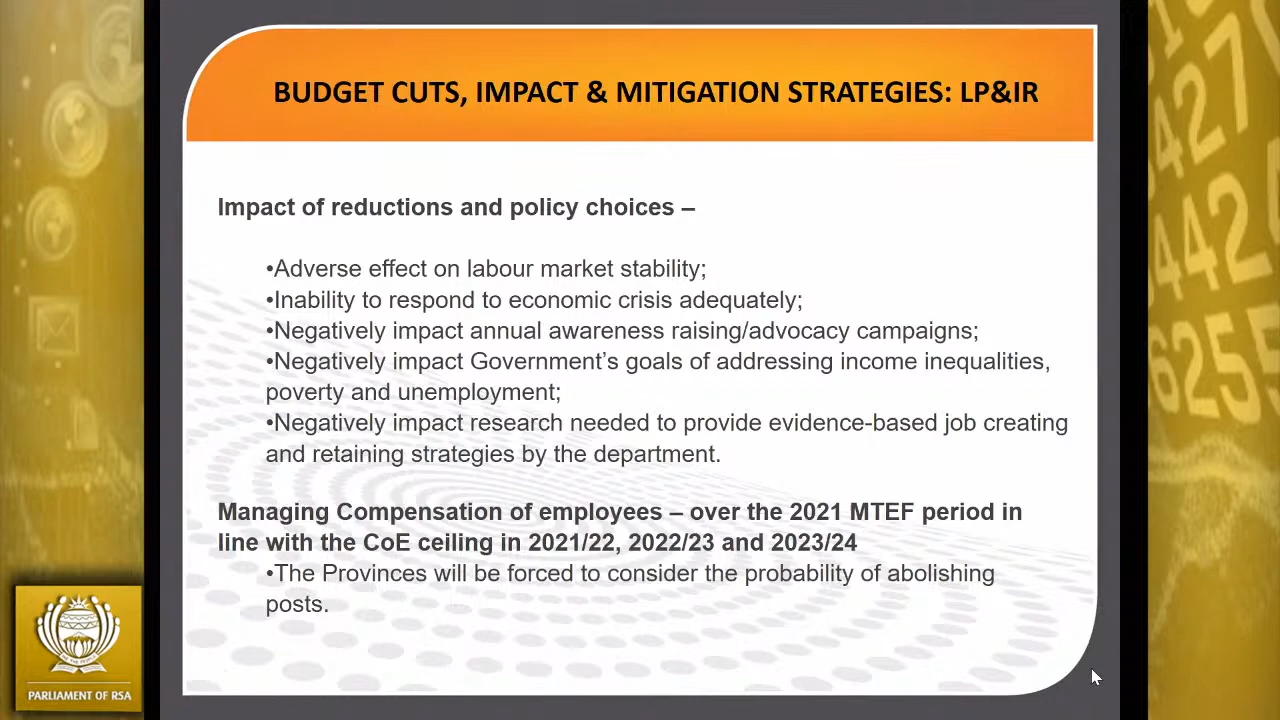 BUDGET CUTS, IMPACT & MITIGATION STRATEGIES: LP&IR
Impact of reductions and policy choices –
•Adverse effect on labour market stability;
•Inability to respond to economic crisis adequately;
•Negatively impact annual awareness raising/advocacy campaigns;
•Negatively impact Government’s goals of addressing income inequalities,
poverty and unemployment;
•Negatively impact research needed to provide evidence-based job creating
and retaining strategies by the department.
Managing Compensation of employees – over the 2021 MTEF period in
line with the CoE ceiling in 2021/22, 2022/23 and 2023/24
•The Provinces will be forced to consider the probability of abolishing
posts.
PARLIAMENT OF RSA